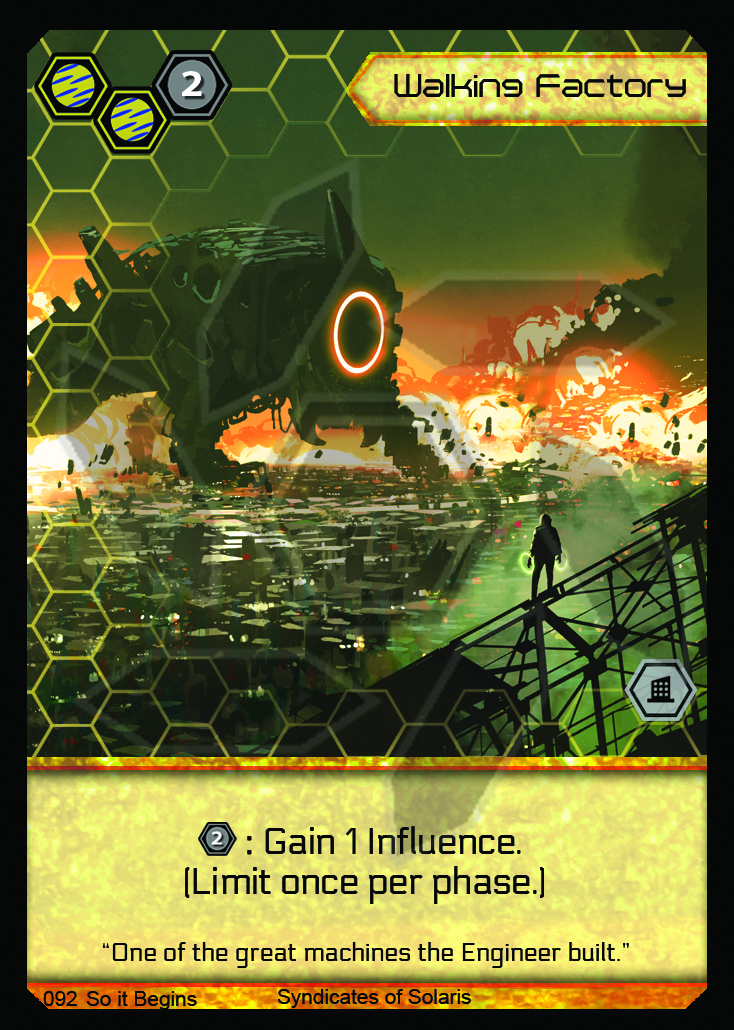 2
Walking Factory
2 : Gain 1 Influence.
(Limit once per phase.)
“One of the great machines the Engineer built.”
092 So it Begins
Syndicates of Solaris